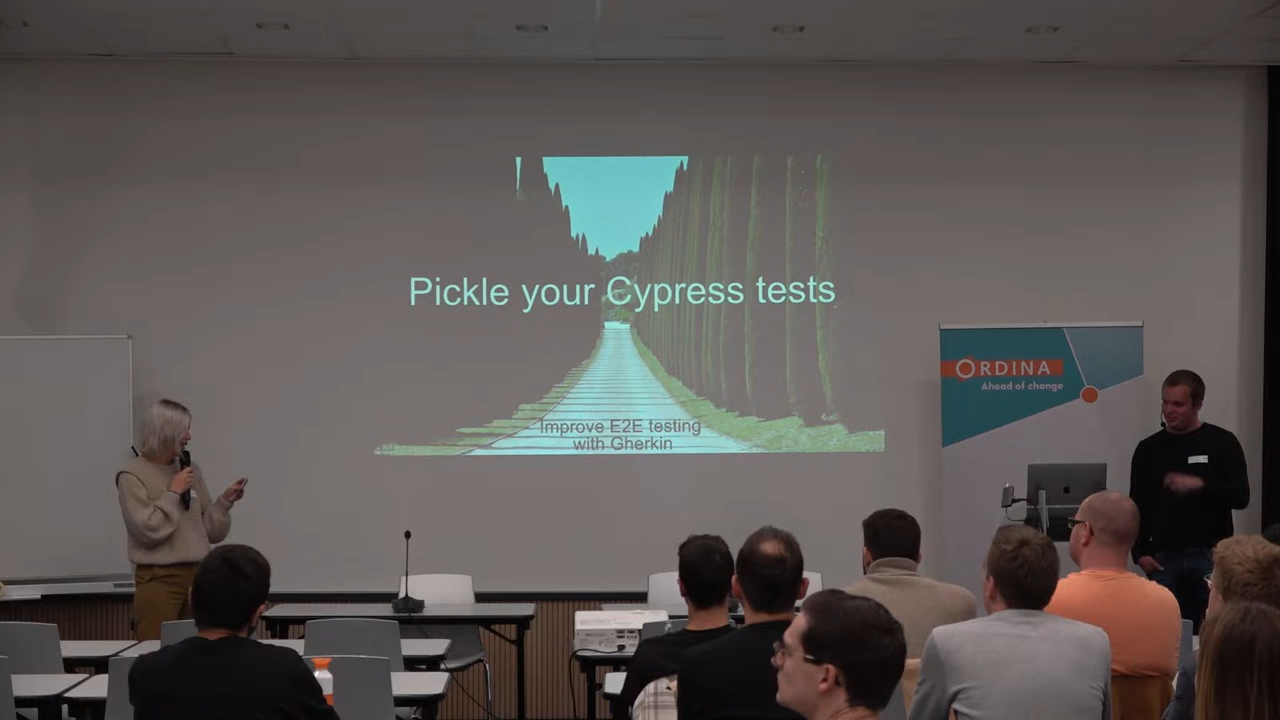 Pickle your Cypress tests
Improve E2E testing
with Gherkin
ORDINA
Ahead of change